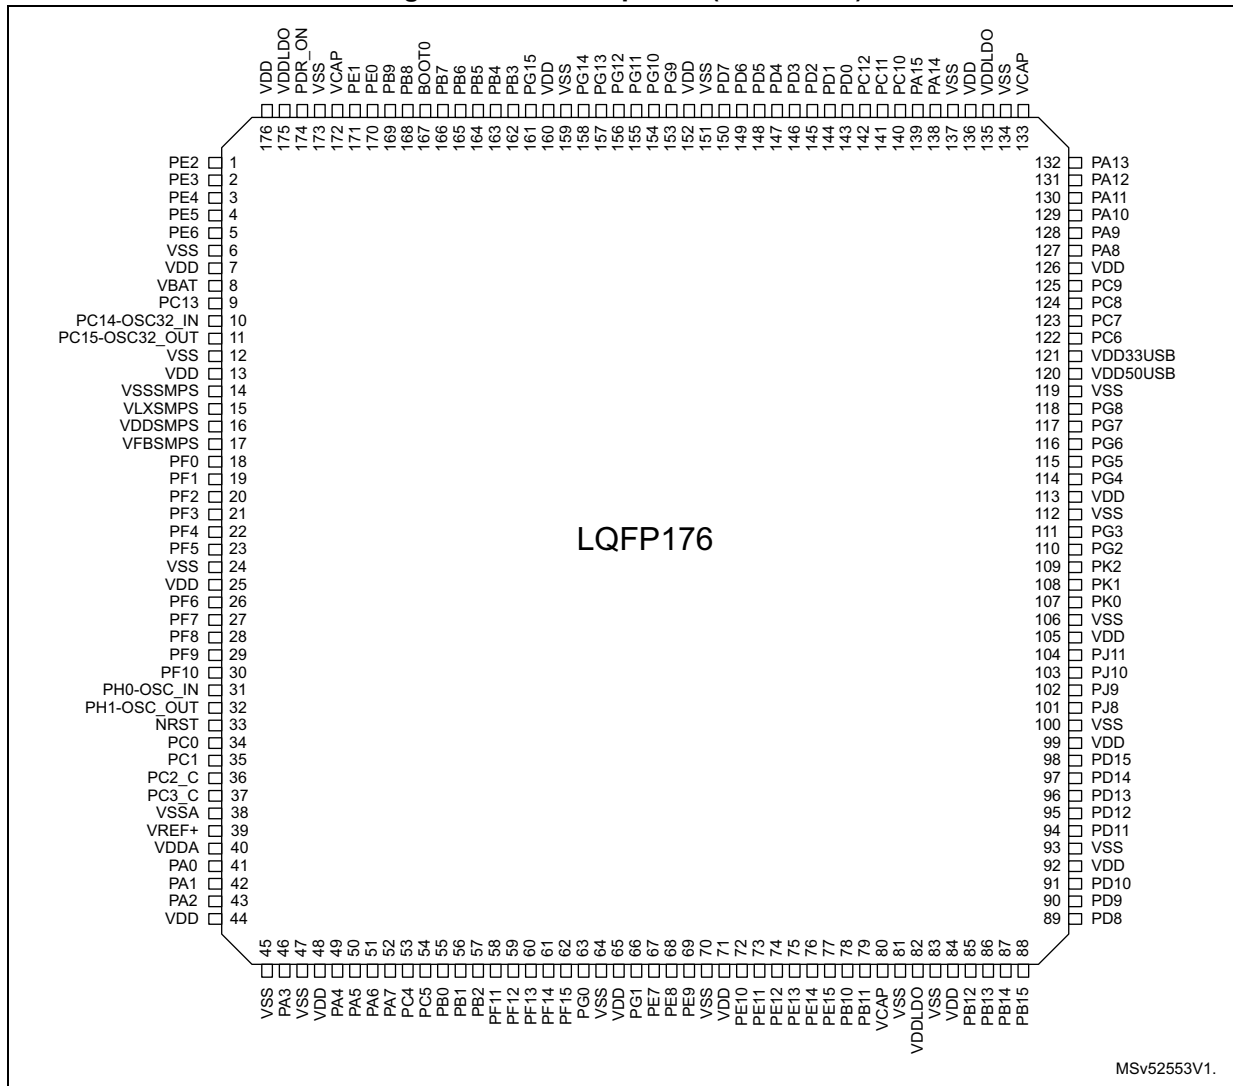 VDD
VDDLDO
PDR_ON
VSS
VCAP
PE1
PE0
PB9
PB8
BOOT0
PB7
PB6
PB5
PB4
PB3
PG15
VDD
VSS
PG14
PG13
PG12
PG11
PG10
PG9
VDD
VSS
PD7
PD6
PD5
PD4
PD3
PD2
PD1
PD0
PC12
PC11
PC10
PA15
PA14
VSS
VDD
VDDLDO
VSS
VCAP
176
175
174
173
172
171
170
169
168
167
166
165
164
163
162
161
160
159
158
157
156
155
154
153
152
151
150
149
148
147
146
145
144
143
142
141
140
139
138
137
136
135
134
133
PE2 1
PE3 2
PE4 3
PE5 4
PE6 5
VSS 6
VDD 7
VBAT 8
PC13 9
PC14-OSC32_IN 10
PC15-OSC32_OUT 11
VSS 12
VDD 13
VSSSMPS 14
VLXSMPS 15
VDDSMPS 16
VFBSMPS 17
PF0 18
PF1 19
PF2 20
PF3 21
PF4 22
PF5 23
VSS 24
VDD 25
PF6 26
PF7 27
PF8 28
PF9 29
PF10 30
PH0-OSC_IN 31
PH1-OSC_OUT 32
NRST 33
PC0 34
PC1 35
PC2_C 36
PC3_C 37
VSSA 38
VREF+ 39
VDDA 40
PA0 41
PA1 42
PA2 43
VDD 44
LQFP176
132 PA13
131 PA12
130 PA11
129 PA10
128 PA9
127 PA8
126 VDD
125 PC9
124 PC8
123 PC7
122 PC6
121 VDD33USB
120 VDD50USB
119 VSS
118 PG8
117 PG7
116 PG6
115 PG5
114 PG4
113 VDD
112 VSS
111 PG3
110 PG2
109 PK2
108 PK1
107 PK0
106 VSS
105 VDD
104 PJ11
103 PJ10
102 PJ9
101 PJ8
100 VSS
99 VDD
98 PD15
97 PD14
96 PD13
95 PD12
94 PD11
93 VSS
92 VDD
91 PD10
90 PD9
89 PD8
45
46
47
48
49
50
51
52
53
54
55
56
57
58
59
60
61
62
63
64
65
66
67
68
69
70
71
72
73
74
75
76
77
78
79
80
81
82
83
84
85
86
87
88
VSS
PA3
VSS
VDD
PA4
PA5
PA6
PA7
PC4
PC5
PB0
PB1
PB2
PF11
PF12
PF13
PF14
PF15
PG0
VSS
VDD
PG1
PE7
PE8
PE9
VSS
VDD
PE10
PE11
PE12
PE13
PE14
PE15
PB10
PB11
VCAP
VSS
VDDLDO
VSS
VDD
PB12
PB13
PB14
PB15
MSv52553V1.